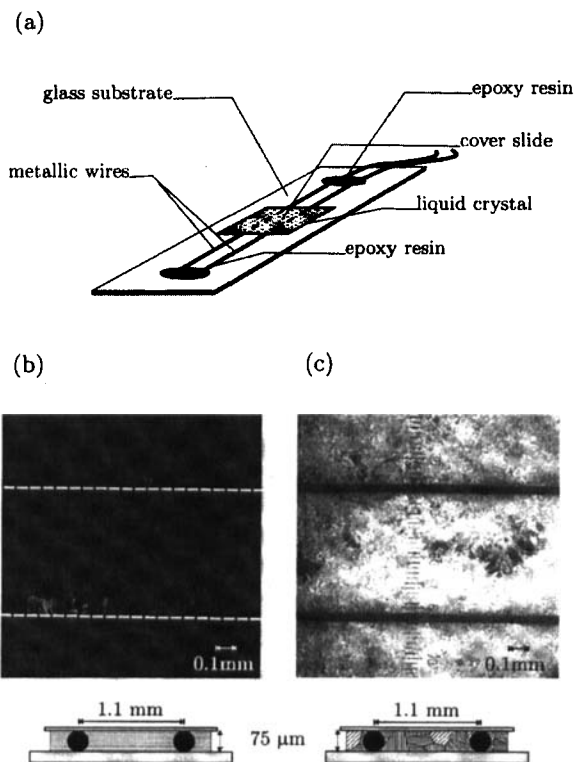 (a)
glass substrate
epoxy resin
cover slide
metallic wires
liquid crystal
epoxy resin
(b)
(c)
0.1mm
0.1mm
1.1 mm
75 μm
1.1 mm